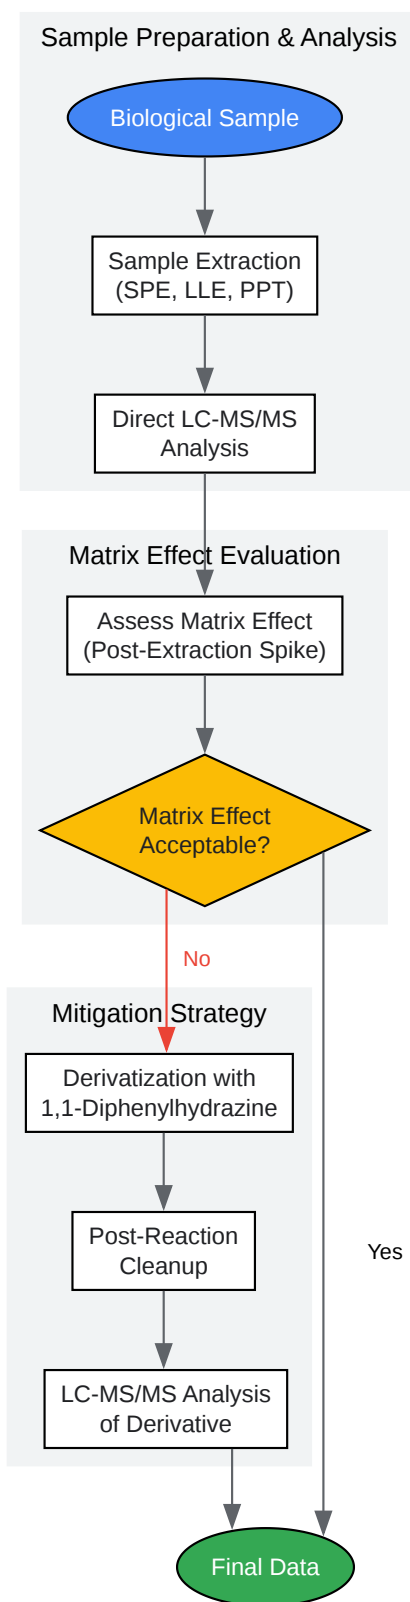 Sample Preparation & Analysis
Biological Sample
Sample Extraction
(SPE, LLE, PPT)
Direct LC-MS/MS
Analysis
Matrix Effect Evaluation
Assess Matrix Effect
(Post-Extraction Spike)
Matrix Effect
Acceptable?
No
Mitigation Strategy
Derivatization with
1,1-Diphenylhydrazine
Post-Reaction
Cleanup
Yes
LC-MS/MS Analysis
of Derivative
Final Data